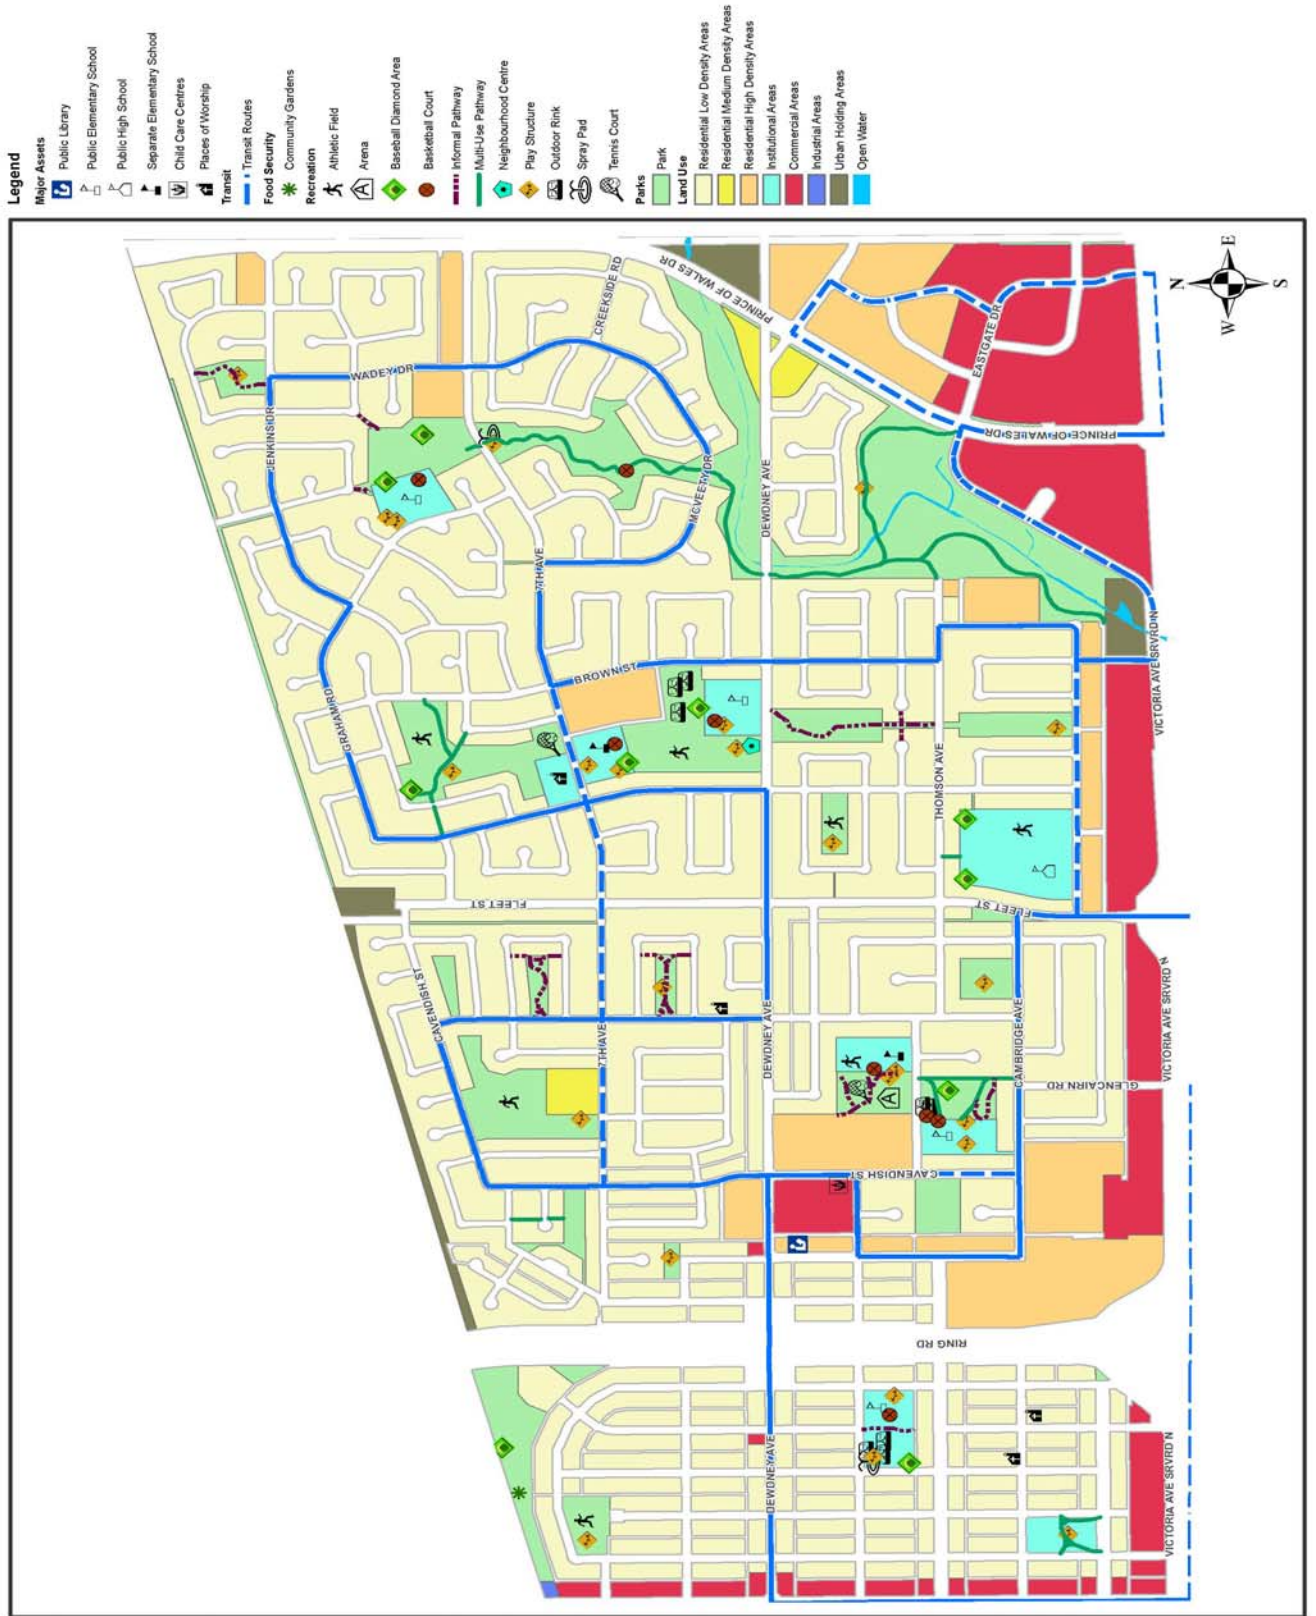 Legend
Major Assets
Public Library
Public Elementary School
Public High School
Separate Elementary School
Child Care Centres
Places of Worship
Transit
Transit Routes
Food Security
Community Gardens
Recreation
Athletic Field
Arena
Baseball Diamond Area
Basketball Court
Informal Pathway
Multi-Use Pathway
Neighbourhood Centre
Play Structure
Outdoor Rink
Spray Pad
Tennis Court
Parks
Park
Land Use
Residential Low Density Areas
Residential Medium Density Areas
Residential High Density Areas
Institutional Areas
Commercial Areas
Industrial Areas
Urban Holding Areas
Open Water
N
E
S
W
PRINCE OF WALES DR
CREEKSIDE RD
WADEY DR
JENKINS DR
EASTGATE DR
PRINCE OF WALES DR
MCVEETY DR
DEWDNEY AVE
7TH AVE
BROWN ST
GRAHAM RD
VICTORIA AVE SRVRD N
THOMSON AVE
FLEET ST
FLEET ST
CAVENDISH ST
7TH AVE
DEWDNEY AVE
CAMBRIDGE AVE
VICTORIA AVE SRVRD N
GLENCAIRN RD
CAVENDISH ST
RING RD
DEWDNEY AVE
VICTORIA AVE SRVRD N